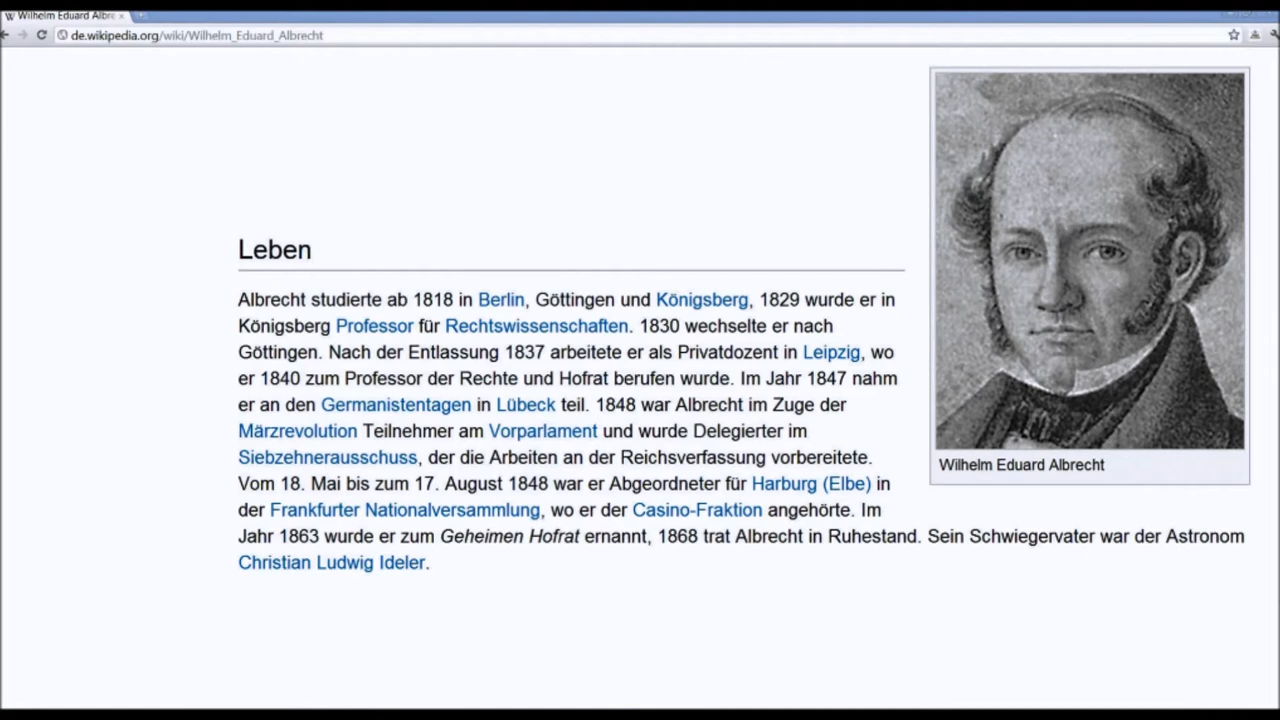 Wilhelm Eduard Albre
de.wikipedia.org/wiki/Wilhelm_Eduard_Albrecht
Leben
Albrecht studierte ab 1818 in Berlin, Göttingen und Königsberg, 1829 wurde er in
Königsberg Professor für Rechtswissenschaften. 1830 wechselte er nach
Göttingen. Nach der Entlassung 1837 arbeitete er als Privatdozent in Leipzig, wo
er 1840 zum Professor der Rechte und Hofrat berufen wurde. Im Jahr 1847 nahm
er an den Germanistentagen in Lübeck teil. 1848 war Albrecht im Zuge der
Märzrevolution Teilnehmer am Vorparlament und wurde Delegierter im
Siebzehnerausschuss, der die Arbeiten an der Reichsverfassung vorbereitete.
Vom 18. Mai bis zum 17. August 1848 war er Abgeordneter für Harburg (Elbe) in
der Frankfurter Nationalversammlung, wo er der Casino-Fraktion angehörte. Im
Jahr 1863 wurde er zum Geheimen Hofrat ernannt, 1868 trat Albrecht in Ruhestand. Sein Schwiegervater war der Astronom
Christian Ludwig Ideler.
Wilhelm Eduard Albrecht